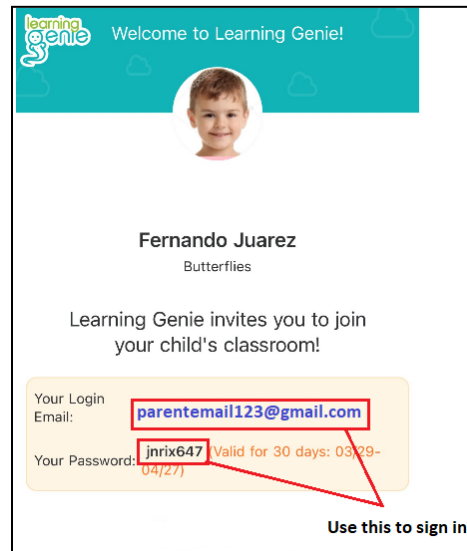 learning
genie
Welcome to Learning Genie!
Fernando Juarez
Butterflies
Learning Genie invites you to join
your child's classroom!
Your Login
Email:
parentemail123@gmail.com
Your Password: jnrix647 (Valid for 30 days: 03/29-
04/27)
Use this to sign in